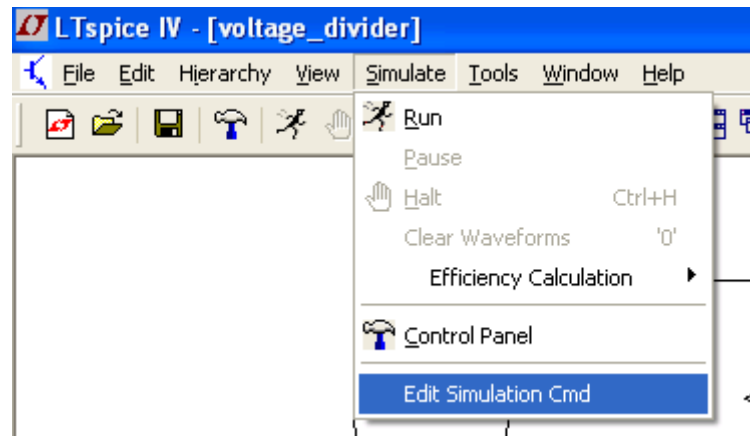 LTspice IV - [voltage_divider]
File Edit Hierarchy View Simulate Tools Window Help
Run
Pause
Halt Ctrl+H
Clear Waveforms '0'
Efficiency Calculation
Control Panel
Edit Simulation Cmd